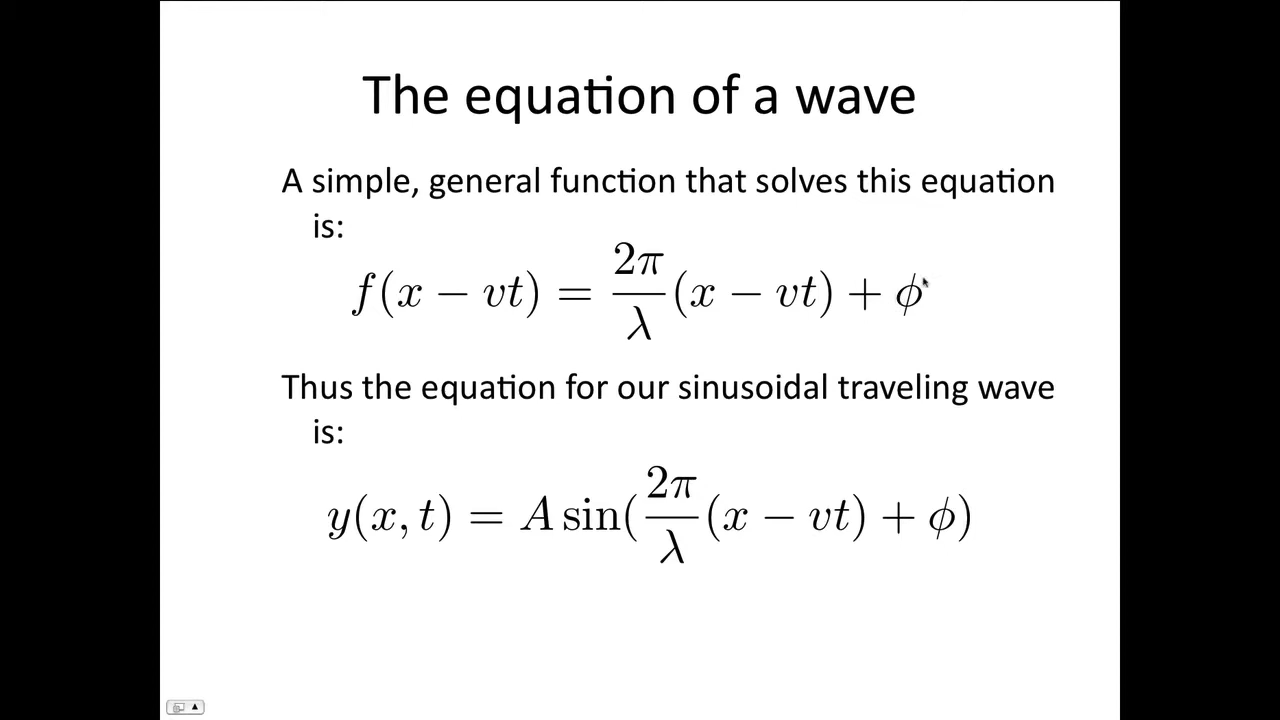 The equation of a wave
A simple, general function that solves this equation
is:
f(x − vt) = 2π/λ (x − vt) + ϕ
Thus the equation for our sinusoidal traveling wave
is:
y(x, t) = A sin(2π/λ (x − vt) + ϕ)